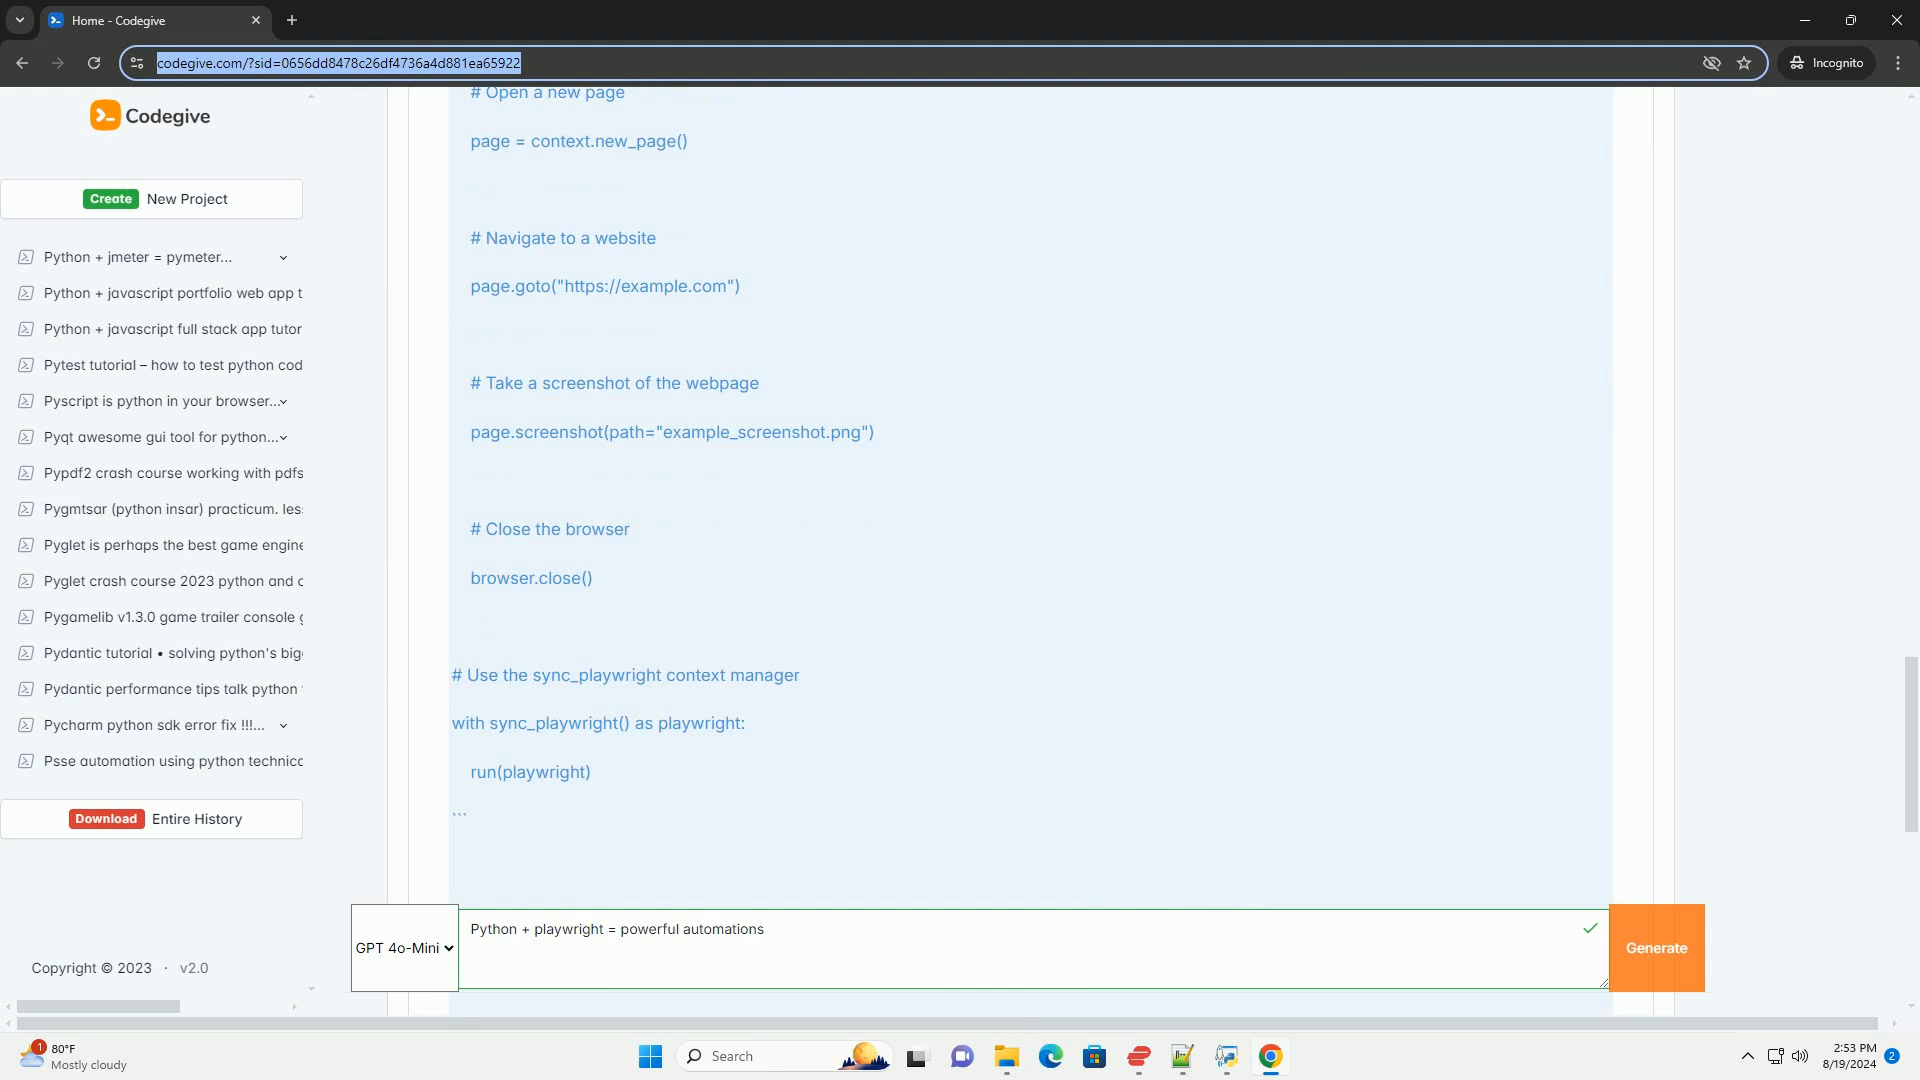 Home - Codegive
codegive.com/?sid=0656dd8478c26df4736a4d881ea65922
Incognito
Codegive
Create New Project
Python + jmeter = pymeter...
Python + javascript portfolio web app t
Python + javascript full stack app tutor
Pytest tutorial – how to test python cod
Pyscript is python in your browser...
Pyqt awesome gui tool for python...
Pypdf2 crash course working with pdfs
Pygmtsar (python insar) practicum. les
Pyglet is perhaps the best game engine
Pyglet crash course 2023 python and c
Pygamelib v1.3.0 game trailer console g
Pydantic tutorial • solving python's big
Pydantic performance tips talk python
Pycharm python sdk error fix !!!...
Psse automation using python technica
Download Entire History
Copyright © 2023 · v2.0
# Open a new page
page = context.new_page()
# Navigate to a website
page.goto("https://example.com")
# Take a screenshot of the webpage
page.screenshot(path="example_screenshot.png")
# Close the browser
browser.close()
# Use the sync_playwright context manager
with sync_playwright() as playwright:
run(playwright)
```
GPT 4o-Mini
Python + playwright = powerful automations
Generate
1
80°F
Mostly cloudy
Search
2:53 PM
8/19/2024
2